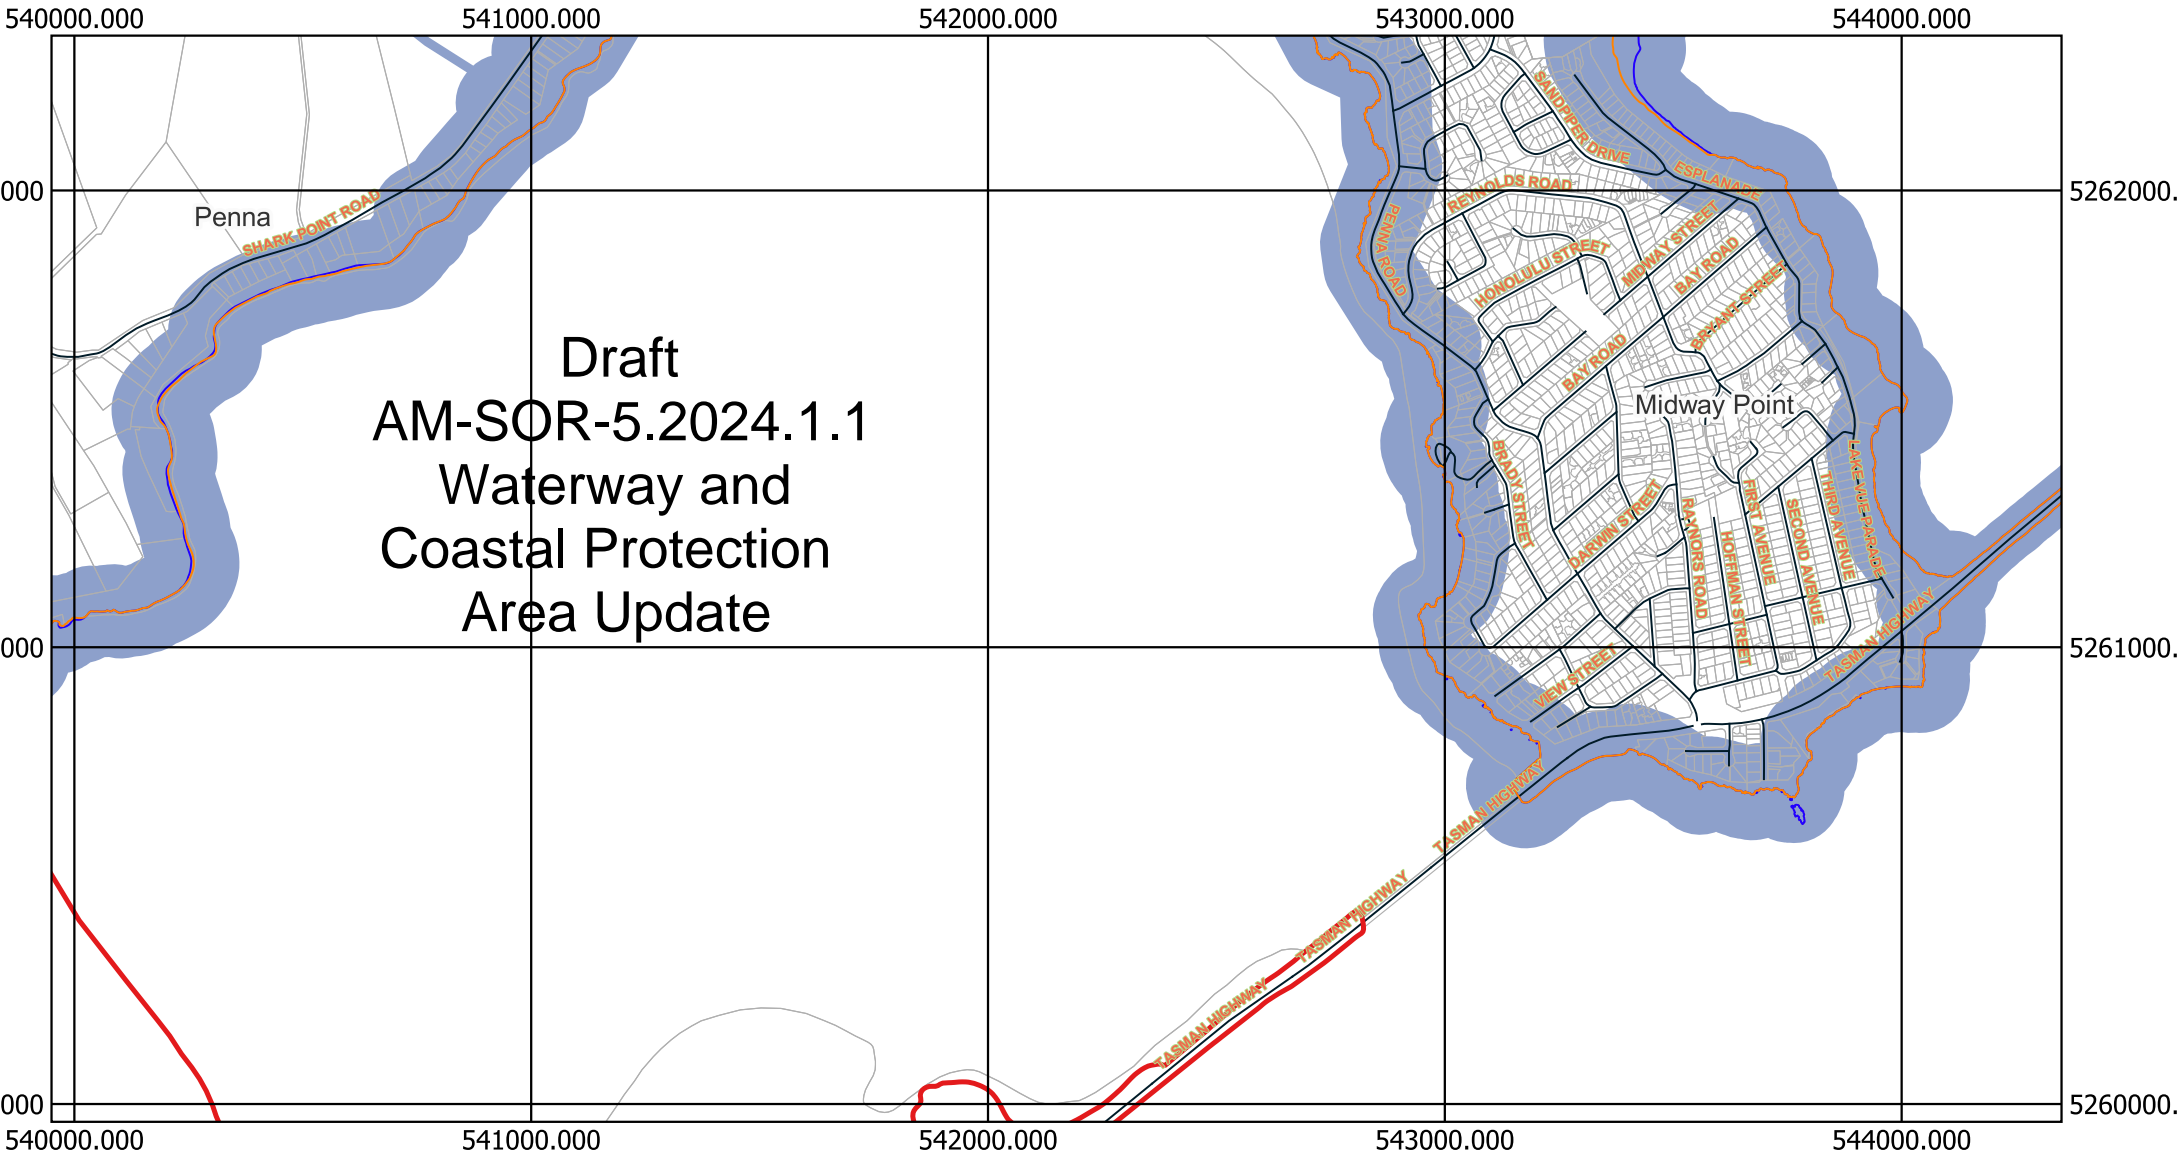 540000.000 541000.000 542000.000 543000.000 544000.000
SANDPIPER DRIVE
ESPLANADE
000 5262000.
REYNOLDS ROAD
Penna
SHARK POINT ROAD
PENNA ROAD
MIDWAY STREET
HONOLULU STREET
BAY ROAD
BRYANT STREET
BAY ROAD
Draft
AM-SOR-5.2024.1.1
Waterway and
Coastal Protection
Area Update
Midway Point
BRADY STREET
LAKE VUE PARADE
THIRD AVENUE
FIRST AVENUE
SECOND AVENUE
DARWIN STREET
RAYNORS ROAD
HOFFMAN STREET
TASMAN HIGHWAY
000 5261000.
VIEW STREET
TASMAN HIGHWAY
TASMAN HIGHWAY
TASMAN HIGHWAY
000 5260000.
540000.000 541000.000 542000.000 543000.000 544000.000